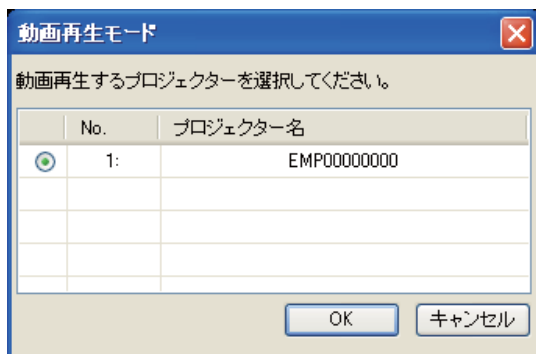 動画再生モード
動画再生するプロジェクターを選択してください。
No. プロジェクター名
1: EMP00000000
OK キャンセル